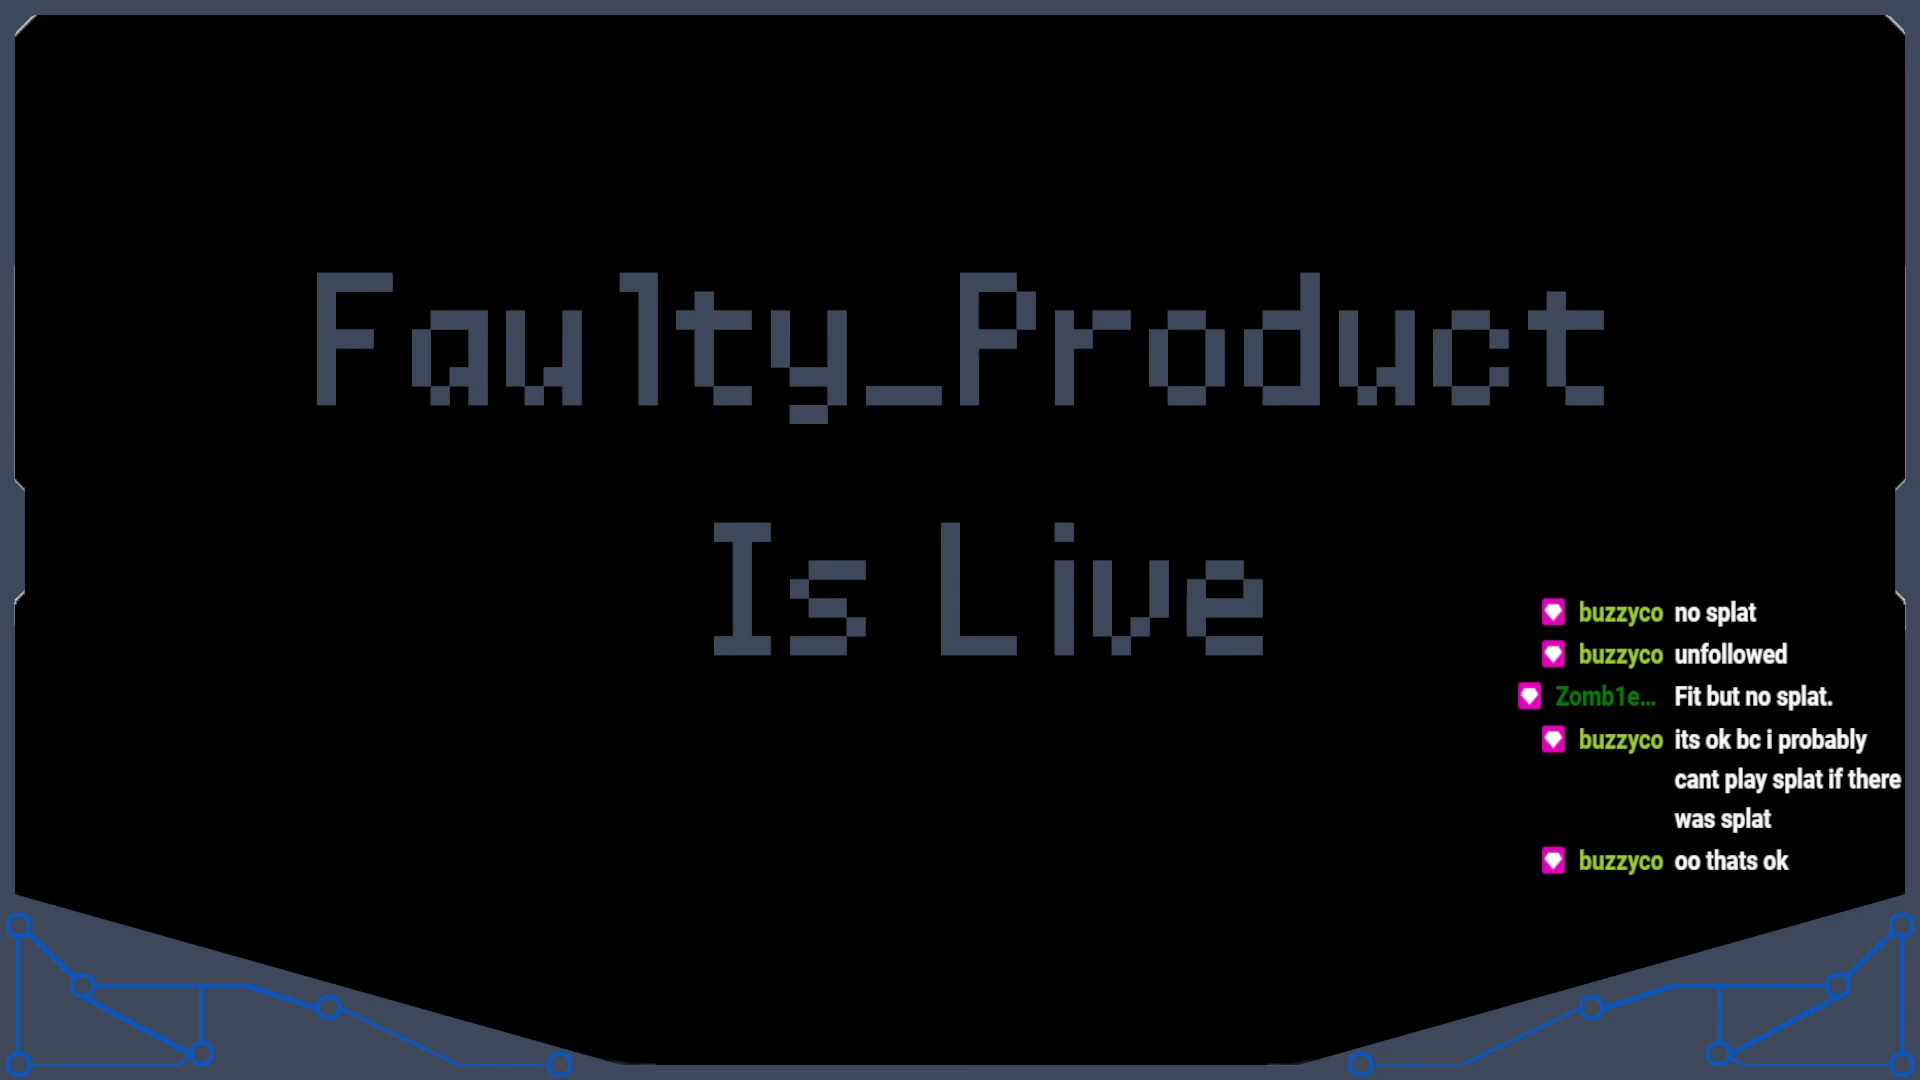 Faulty_Product
Is Live
buzzyco no splat
buzzyco unfollowed
Zomb1e… Fit but no splat.
buzzyco its ok bc i probably
cant play splat if there
was splat
buzzyco oo thats ok